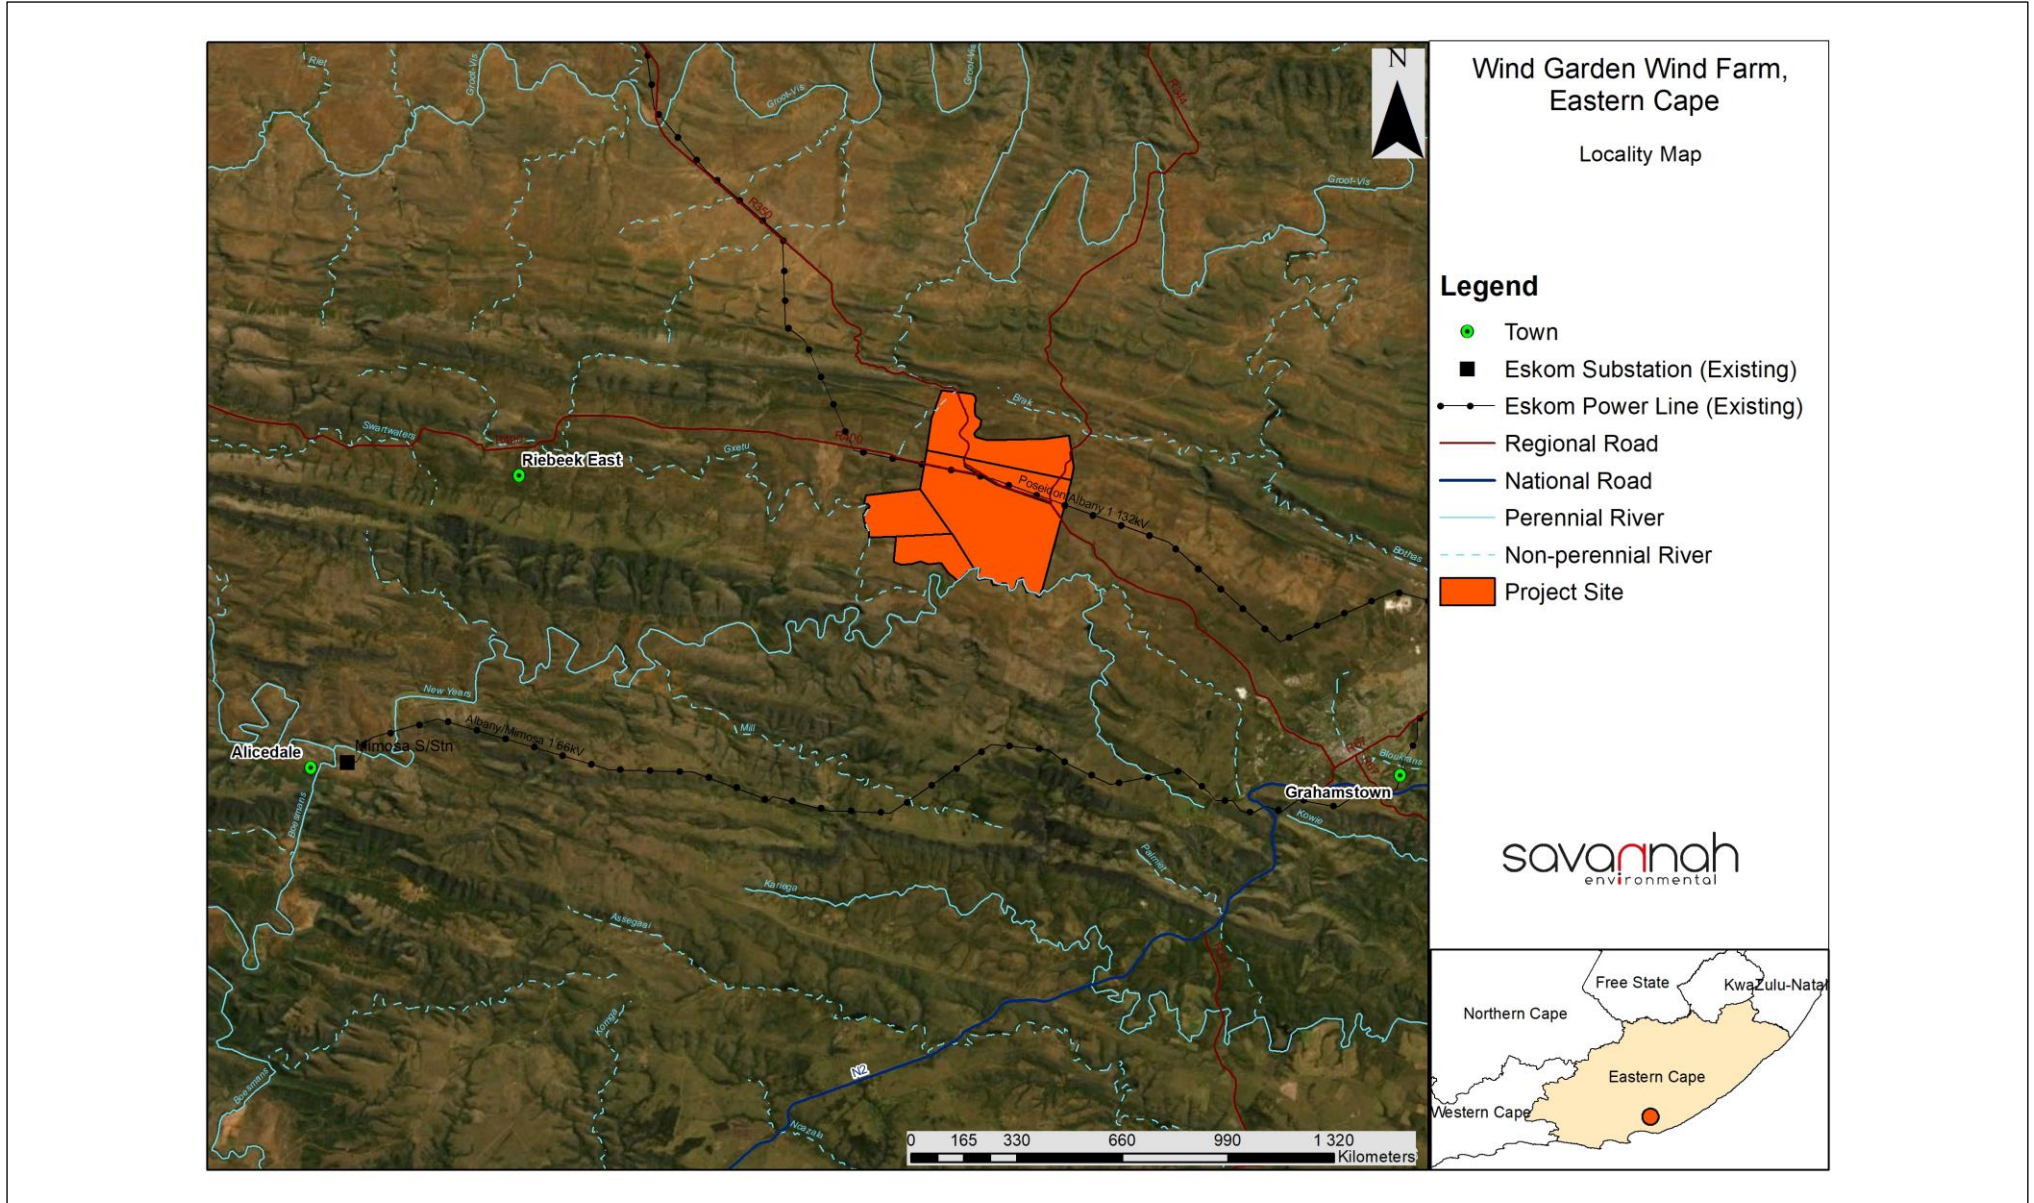 Wind Garden Wind Farm,
Eastern Cape
Locality Map
N
Legend
Town
Eskom Substation (Existing)
Eskom Power Line (Existing)
Regional Road
National Road
Perennial River
Non-perennial River
Project Site
savannah
environmental
Riet
Groot-Vis
Groot-Vis
Groot-Vis
R344
Groot-Vis
R350
Brak
Swartwaters
R400
Gxetu
Riebeek East
Poseidon/Albany 1 132kV
Bothas
New Years
Albany/Mimosa 1 66kV
Mill
Mimosa S/Stn
Alicedale
Boesmans
R67
Bloukrans
Grahamstown
Kowie
Palmiet
Kariega
Assegaai
Komga
Boesmans
N2
Ncazala
0 165 330 660 990 1 320
Kilometers
Free State
KwaZulu-Natal
Northern Cape
Eastern Cape
Western Cape